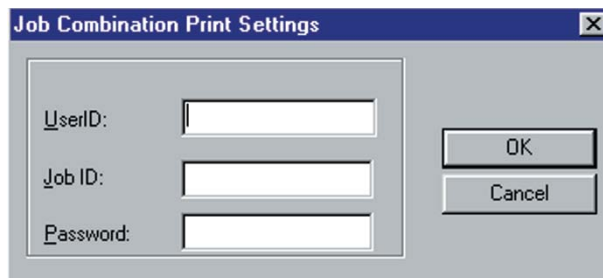 Job Combination Print Settings
UserID:
Job ID:
Password:
OK
Cancel